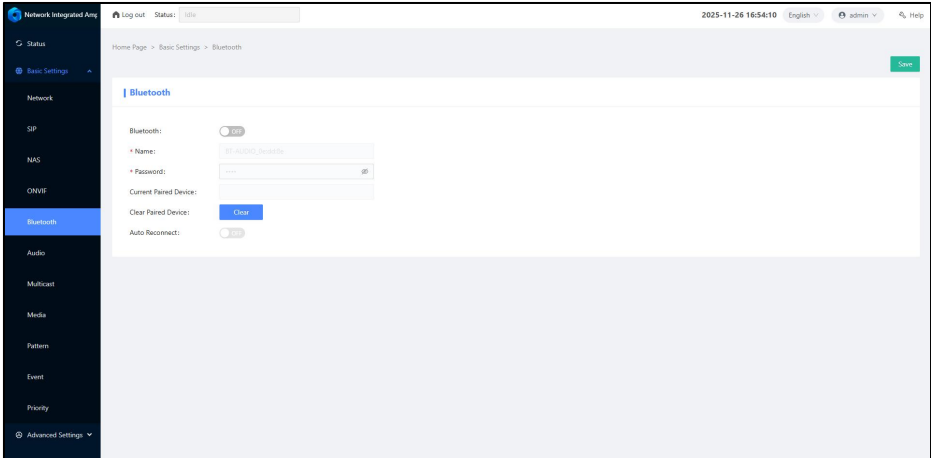 Network Integrated Amp
Log out Status: Idle
2025-11-26 16:54:10 English admin Help
Status
Home Page > Basic Settings > Bluetooth
Save
Basic Settings
Bluetooth
Network
SIP
NAS
ONVIF
Bluetooth
Audio
Multicast
Media
Pattern
Event
Priority
Advanced Settings
Bluetooth: OFF
* Name:
* Password:
Current Paired Device:
Clear Paired Device: Clear
Auto Reconnect: OFF